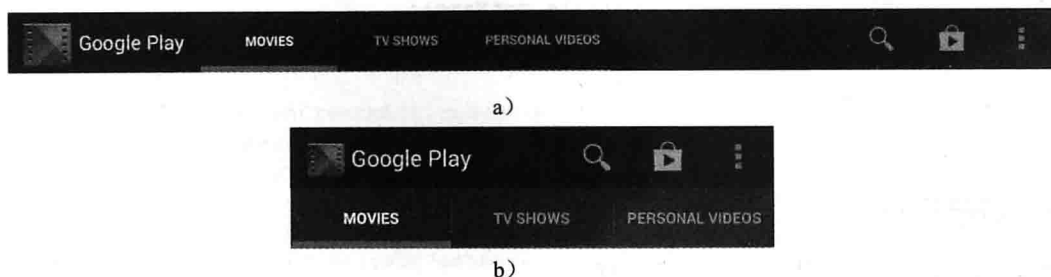 Google Play MOVIES TV SHOWS PERSONAL VIDEOS
a）
Google Play
MOVIES TV SHOWS PERSONAL VIDEOS
b）